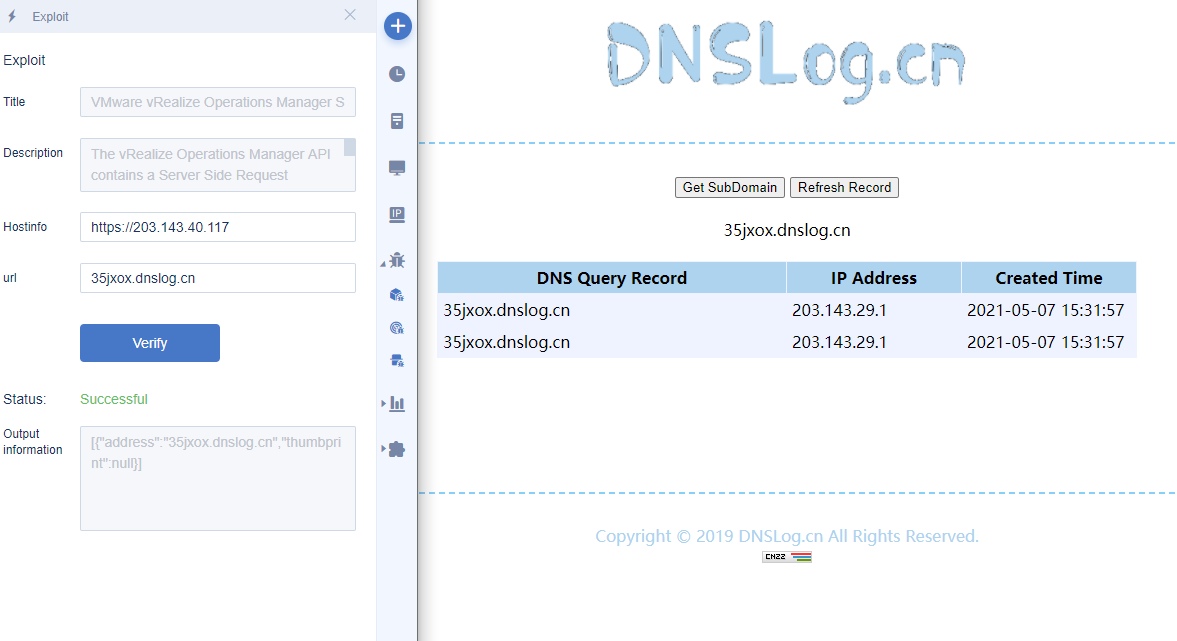 Exploit
Exploit
Title
VMware vRealize Operations Manager S
Description
The vRealize Operations Manager API
contains a Server Side Request
Hostinfo
https://203.143.40.117
url
35jxox.dnslog.cn
Verify
Status:
Successful
Output
information
[{"address":"35jxox.dnslog.cn","thumbpri
nt":null}]
IP
DNSLog.cn
Get SubDomain
Refresh Record
35jxox.dnslog.cn
DNS Query Record IP Address Created Time
35jxox.dnslog.cn 203.143.29.1 2021-05-07 15:31:57
35jxox.dnslog.cn 203.143.29.1 2021-05-07 15:31:57
Copyright © 2019 DNSLog.cn All Rights Reserved.
CNZZ